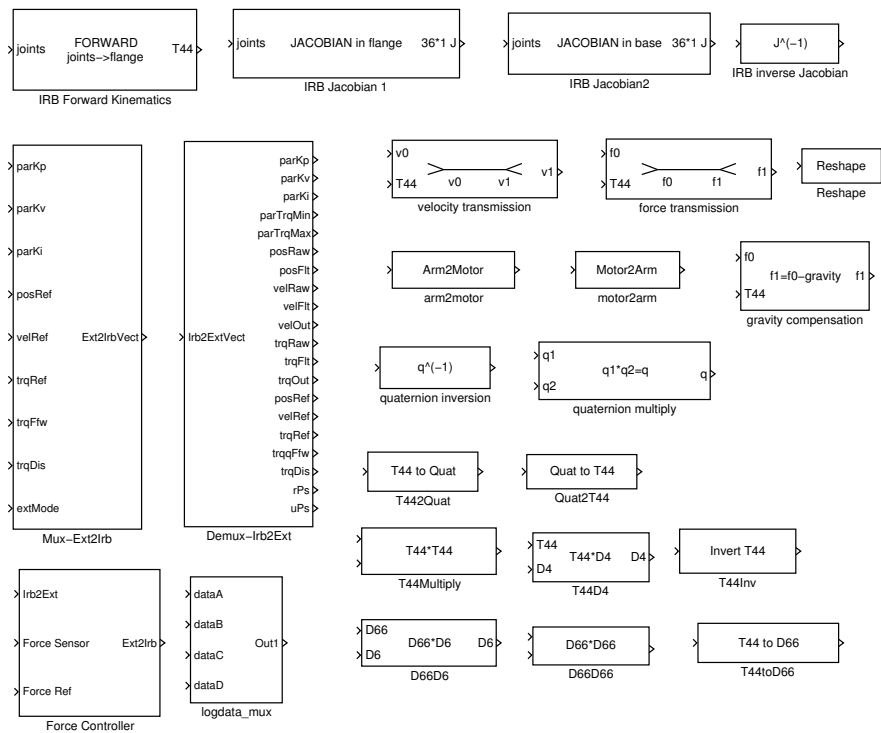 joints
FORWARD
joints->flange
T44
IRB Forward Kinematics
joints
JACOBIAN in flange
36*1 J
IRB Jacobian 1
joints
JACOBIAN in base
36*1 J
IRB Jacobian2
J^(-1)
IRB inverse Jacobian
parKp
parKv
parKi
posRef
velRef
trqRef
trqFfw
trqDis
extMode
Ext2IrbVect
Mux-Ext2Irb
Irb2ExtVect
parKp
parKv
parKi
parTrqMin
parTrqMax
posRaw
posFlt
velRaw
velFlt
velOut
trqRaw
trqFlt
trqOut
posRef
velRef
trqRef
trqqFfw
trqDis
rPs
uPs
Demux-Irb2Ext
v0
T44
v0
v1
v1
velocity transmission
f0
T44
f0
f1
f1
force transmission
Reshape
Reshape
Arm2Motor
arm2motor
Motor2Arm
motor2arm
f0
T44
f1=f0-gravity
f1
gravity compensation
q^(-1)
quaternion inversion
q1
q2
q1*q2=q
q
quaternion multiply
T44 to Quat
T442Quat
Quat to T44
Quat2T44
T44*T44
T44Multiply
T44
D4
T44*D4
D4
T44D4
Invert T44
T44Inv
Irb2Ext
Force Sensor
Force Ref
Ext2Irb
Force Controller
dataA
dataB
dataC
dataD
Out1
logdata_mux
D66
D6
D66*D6
D6
D66D6
D66*D66
D66D66
T44 to D66
T44toD66